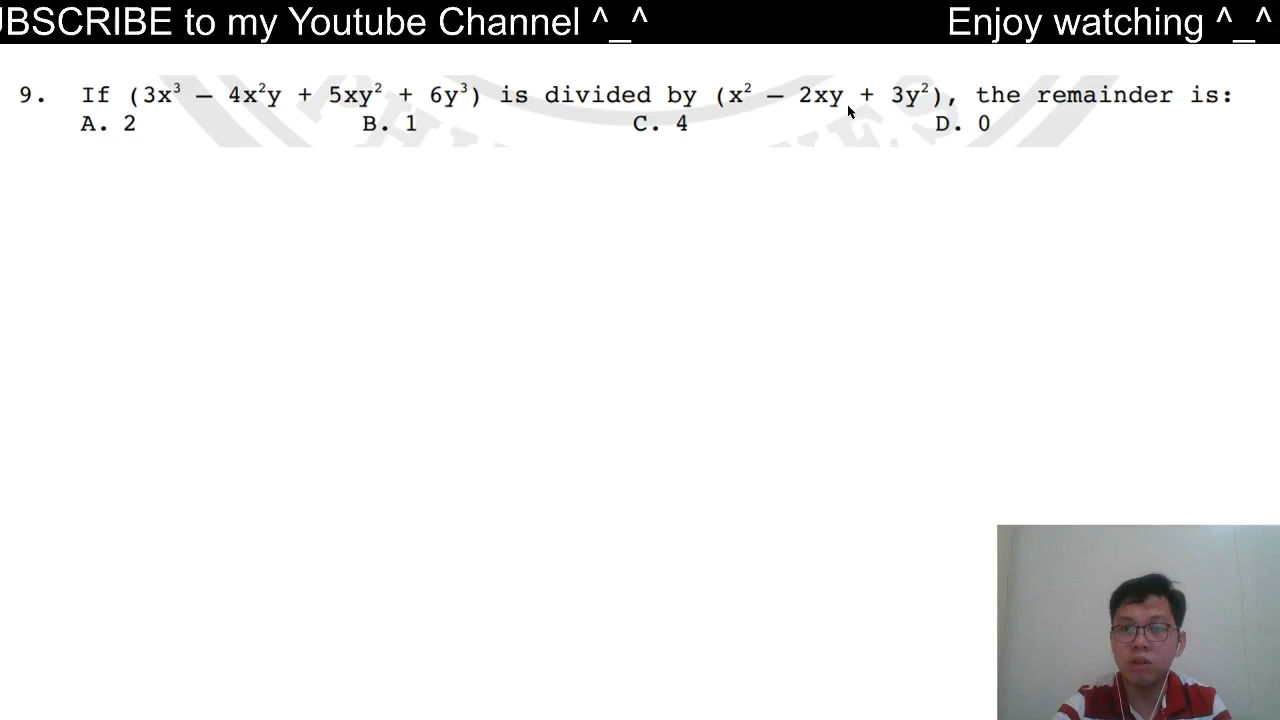 UBSCRIBE to my Youtube Channel ^_^ Enjoy watching ^_^
9. If (3x³ – 4x²y + 5xy² + 6y³) is divided by (x² – 2xy + 3y²), the remainder is:
A. 2 B. 1 C. 4 D. 0